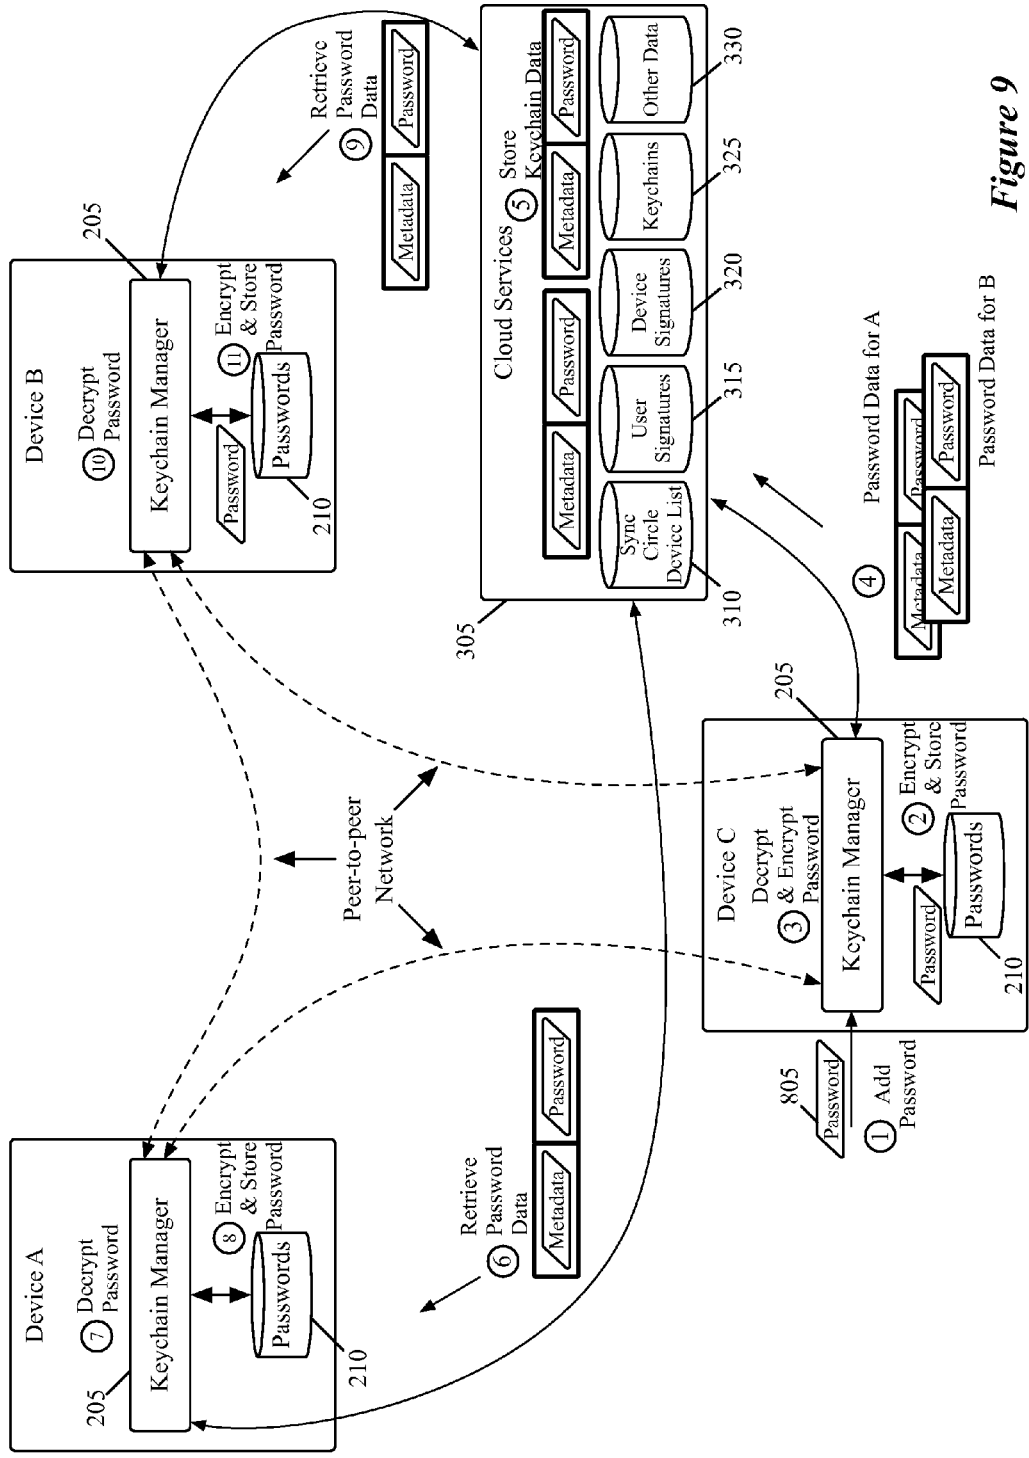 Device A
7
Decrypt
Password
205
Keychain Manager
8
Encrypt
& Store
Password
Passwords
210
6
Retrieve
Password
Data
Metadata
Password
Peer-to-peer
Network
Device B
10
Decrypt
Password
205
Keychain Manager
11
Encrypt
& Store
Password
Password
Passwords
210
9
Retrieve
Password
Data
Metadata
Password
305
Cloud Services
5
Store
Keychain Data
Metadata
Password
Metadata
Password
Sync
Circle
Device List
User
Signatures
Device
Signatures
Keychains
Other Data
310
315
320
325
330
Device C
3
Decrypt
& Encrypt
Password
205
Keychain Manager
2
Encrypt
& Store
Password
Password
Passwords
210
805
Password
1
Add
Password
4
Password Data for A
Metadata
Password
Metadata
Password
Password Data for B
Figure 9